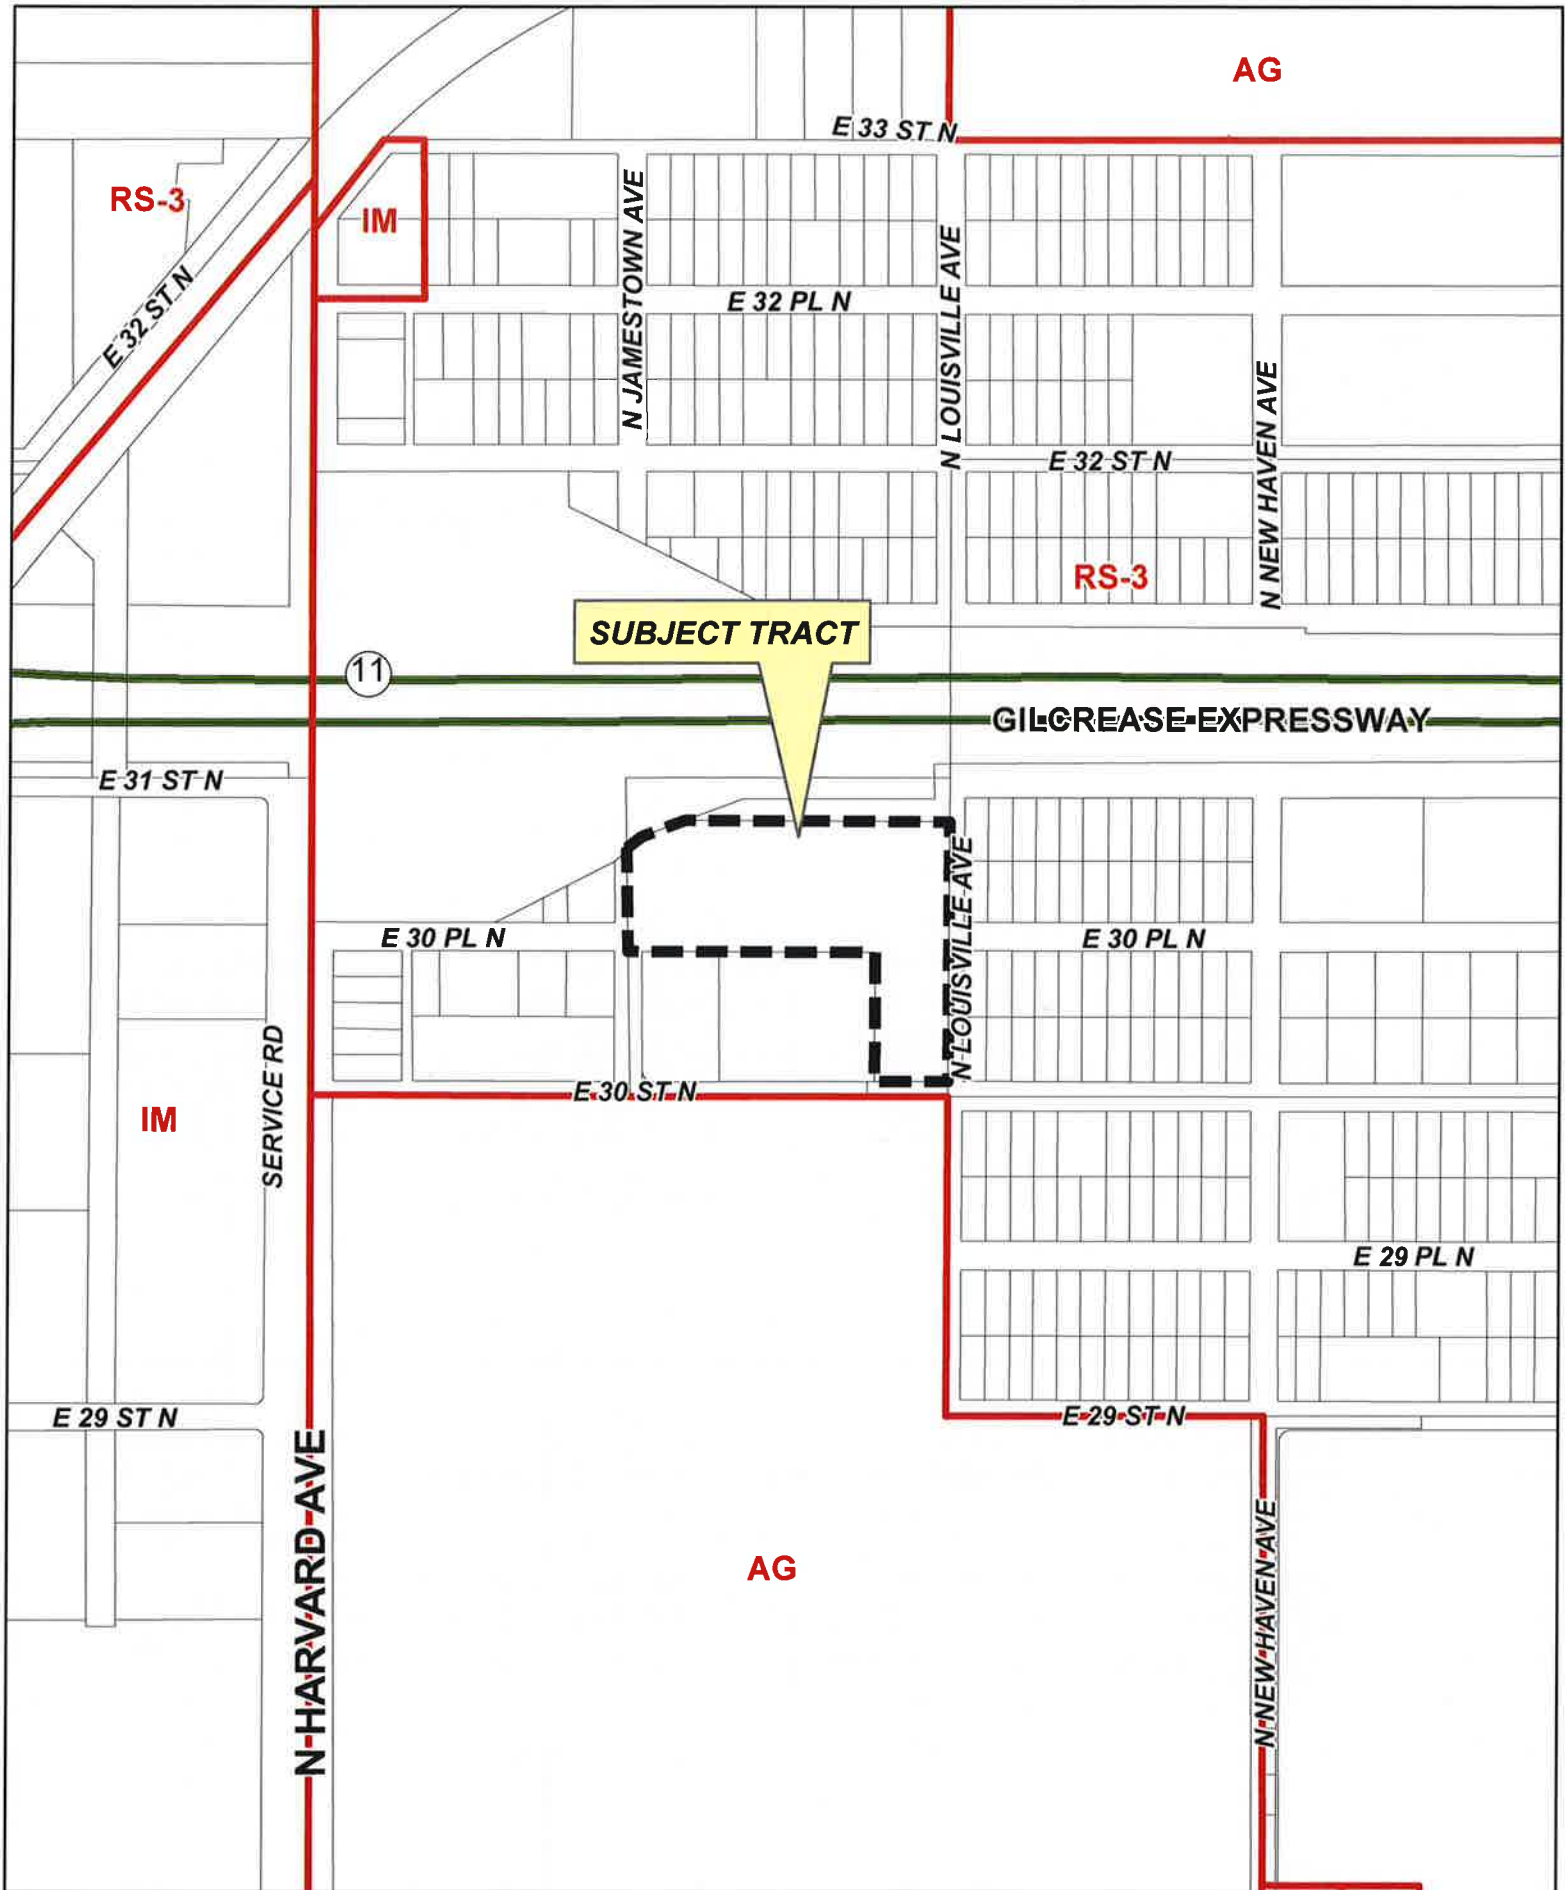 AG
E 33 ST N
RS-3
IM
N JAMESTOWN AVE
N LOUISVILLE AVE
E 32 ST N
E 32 PL N
N NEW HAVEN AVE
E 32 ST N
RS-3
SUBJECT TRACT
11
GILCREASE EXPRESSWAY
E 31 ST N
N LOUISVILLE AVE
E 30 PL N
E 30 PL N
SERVICE RD
E 30 ST N
IM
E 29 PL N
E 29 ST N
E 29 ST N
N HARVARD AVE
N NEW HAVEN AVE
AG